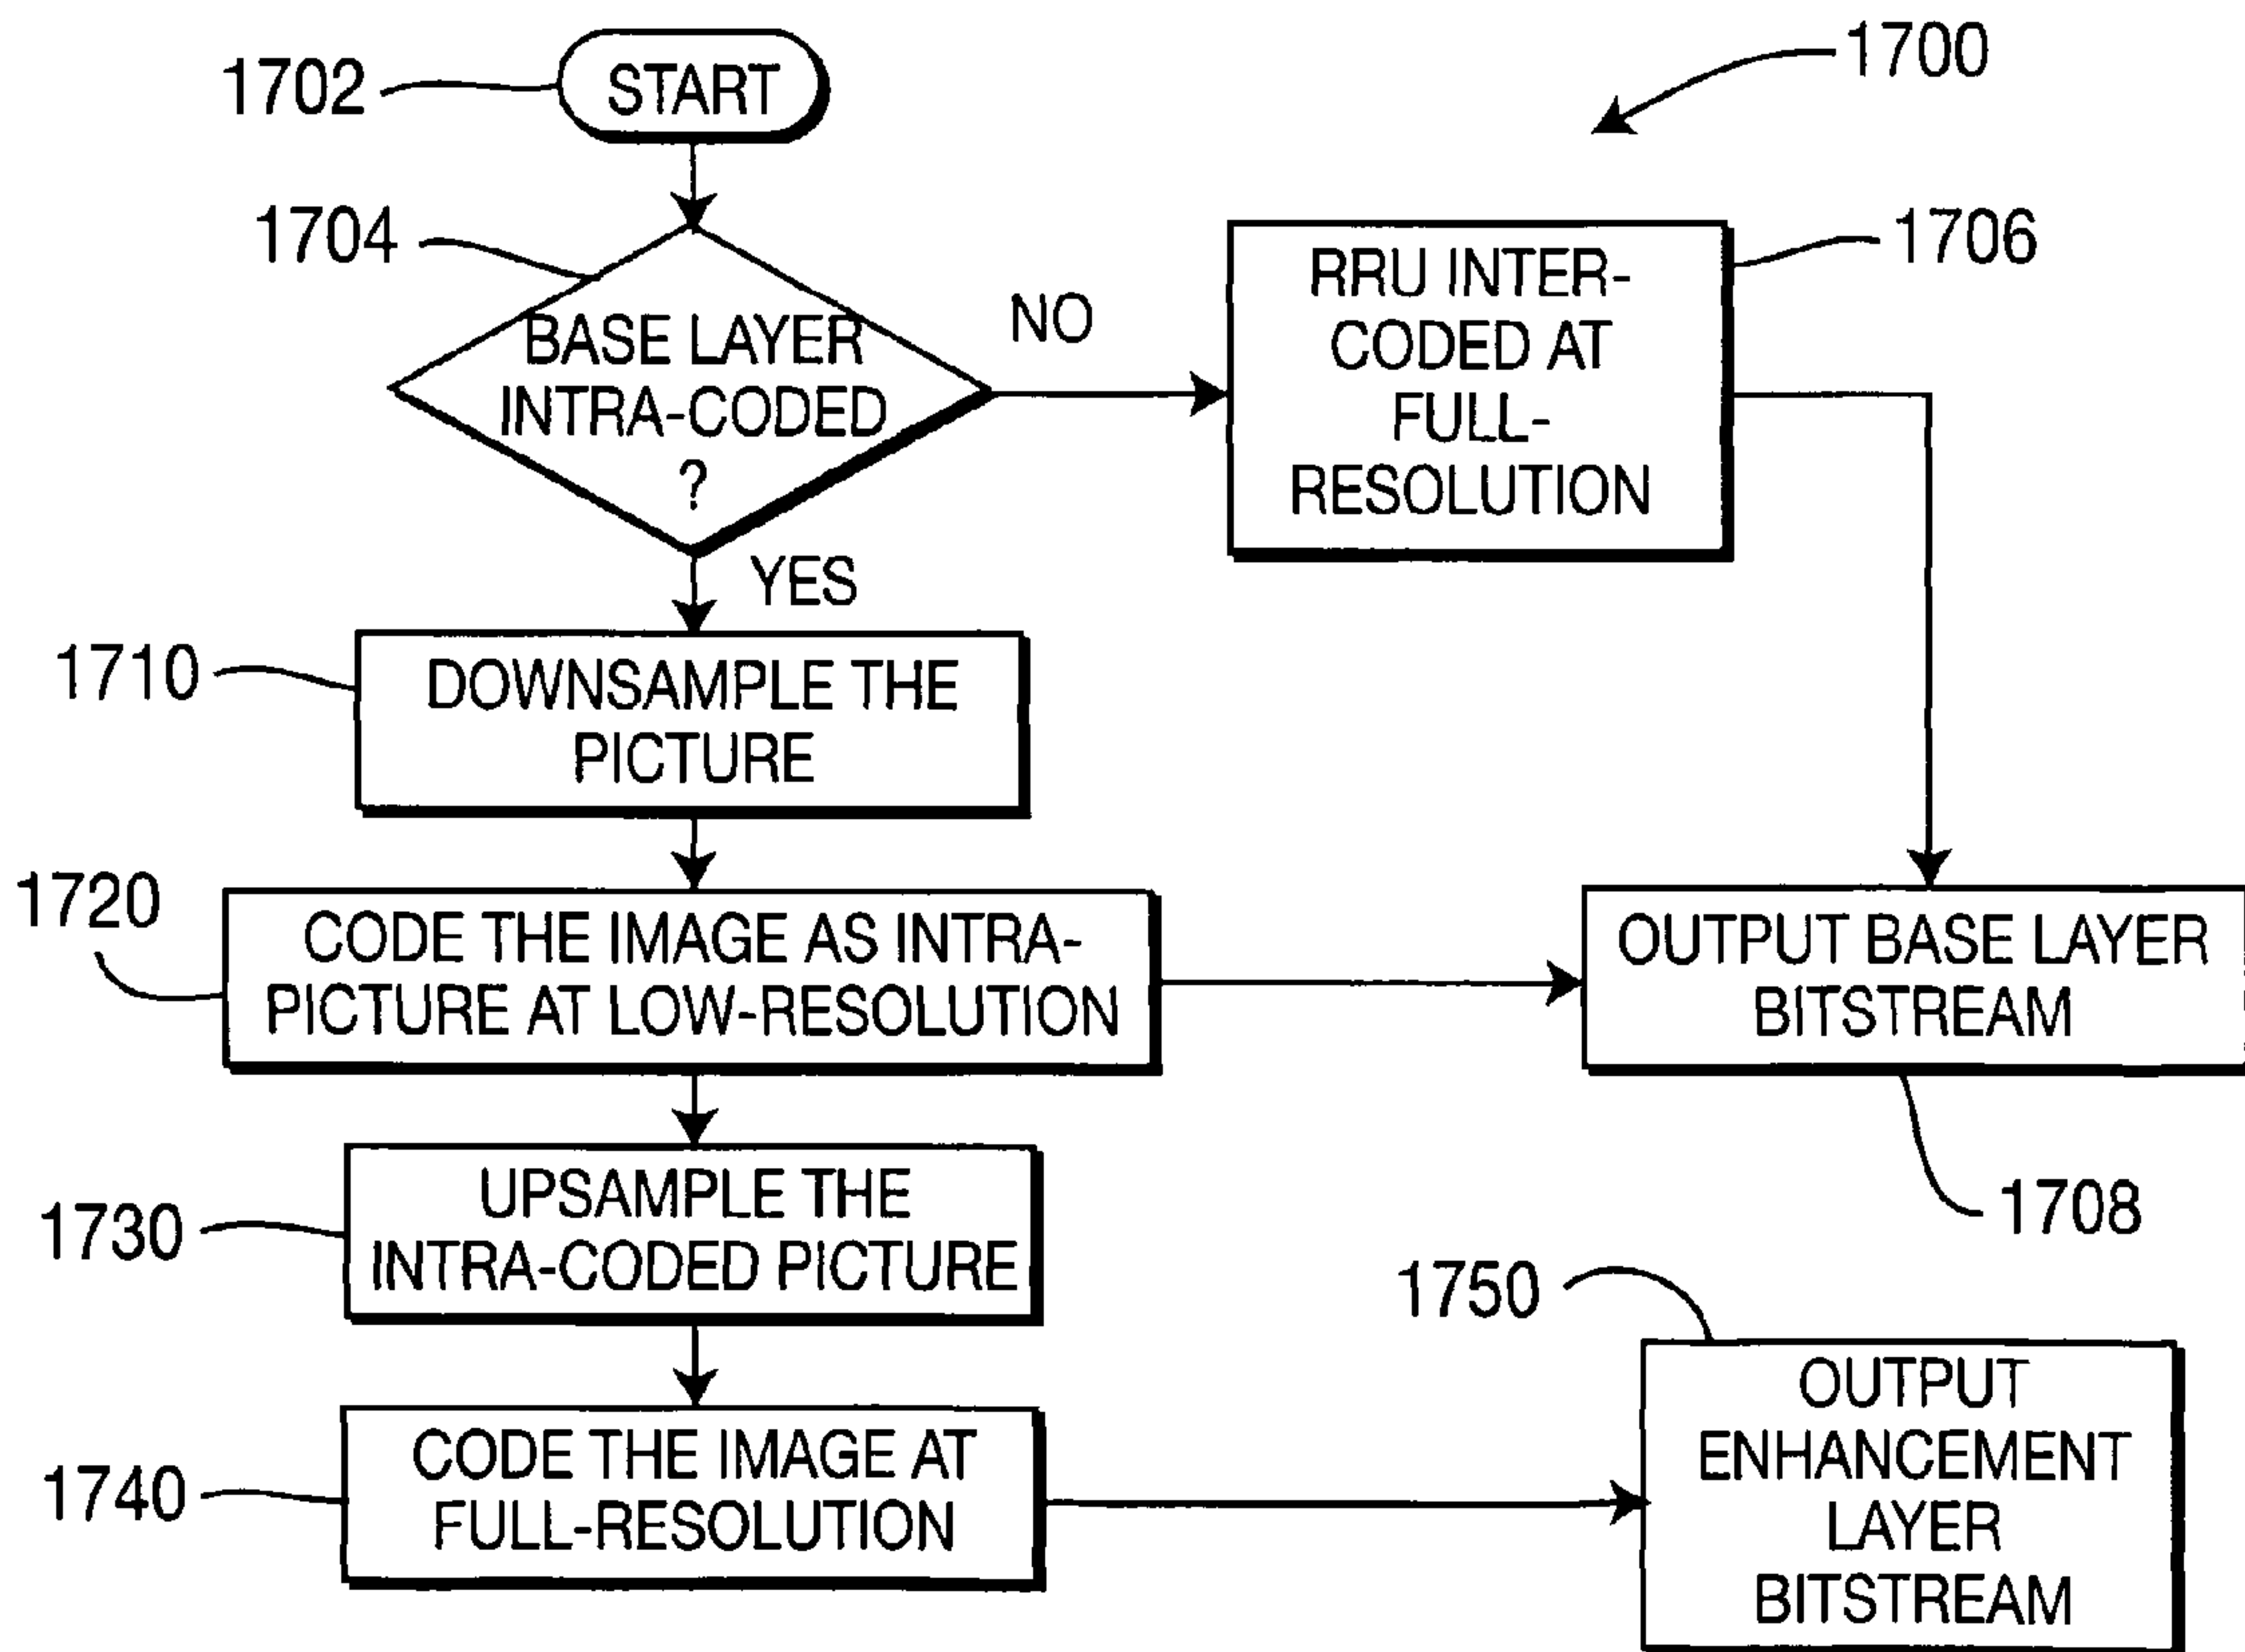 1700
1702
START
1704
BASE LAYER
INTRA-CODED
?
NO
1706
RRU INTER-
CODED AT
FULL-
RESOLUTION
YES
1710
DOWNSAMPLE THE
PICTURE
1720
CODE THE IMAGE AS INTRA-
PICTURE AT LOW-RESOLUTION
OUTPUT BASE LAYER
BITSTREAM
1708
1730
UPSAMPLE THE
INTRA-CODED PICTURE
1740
CODE THE IMAGE AT
FULL-RESOLUTION
1750
OUTPUT
ENHANCEMENT
LAYER
BITSTREAM